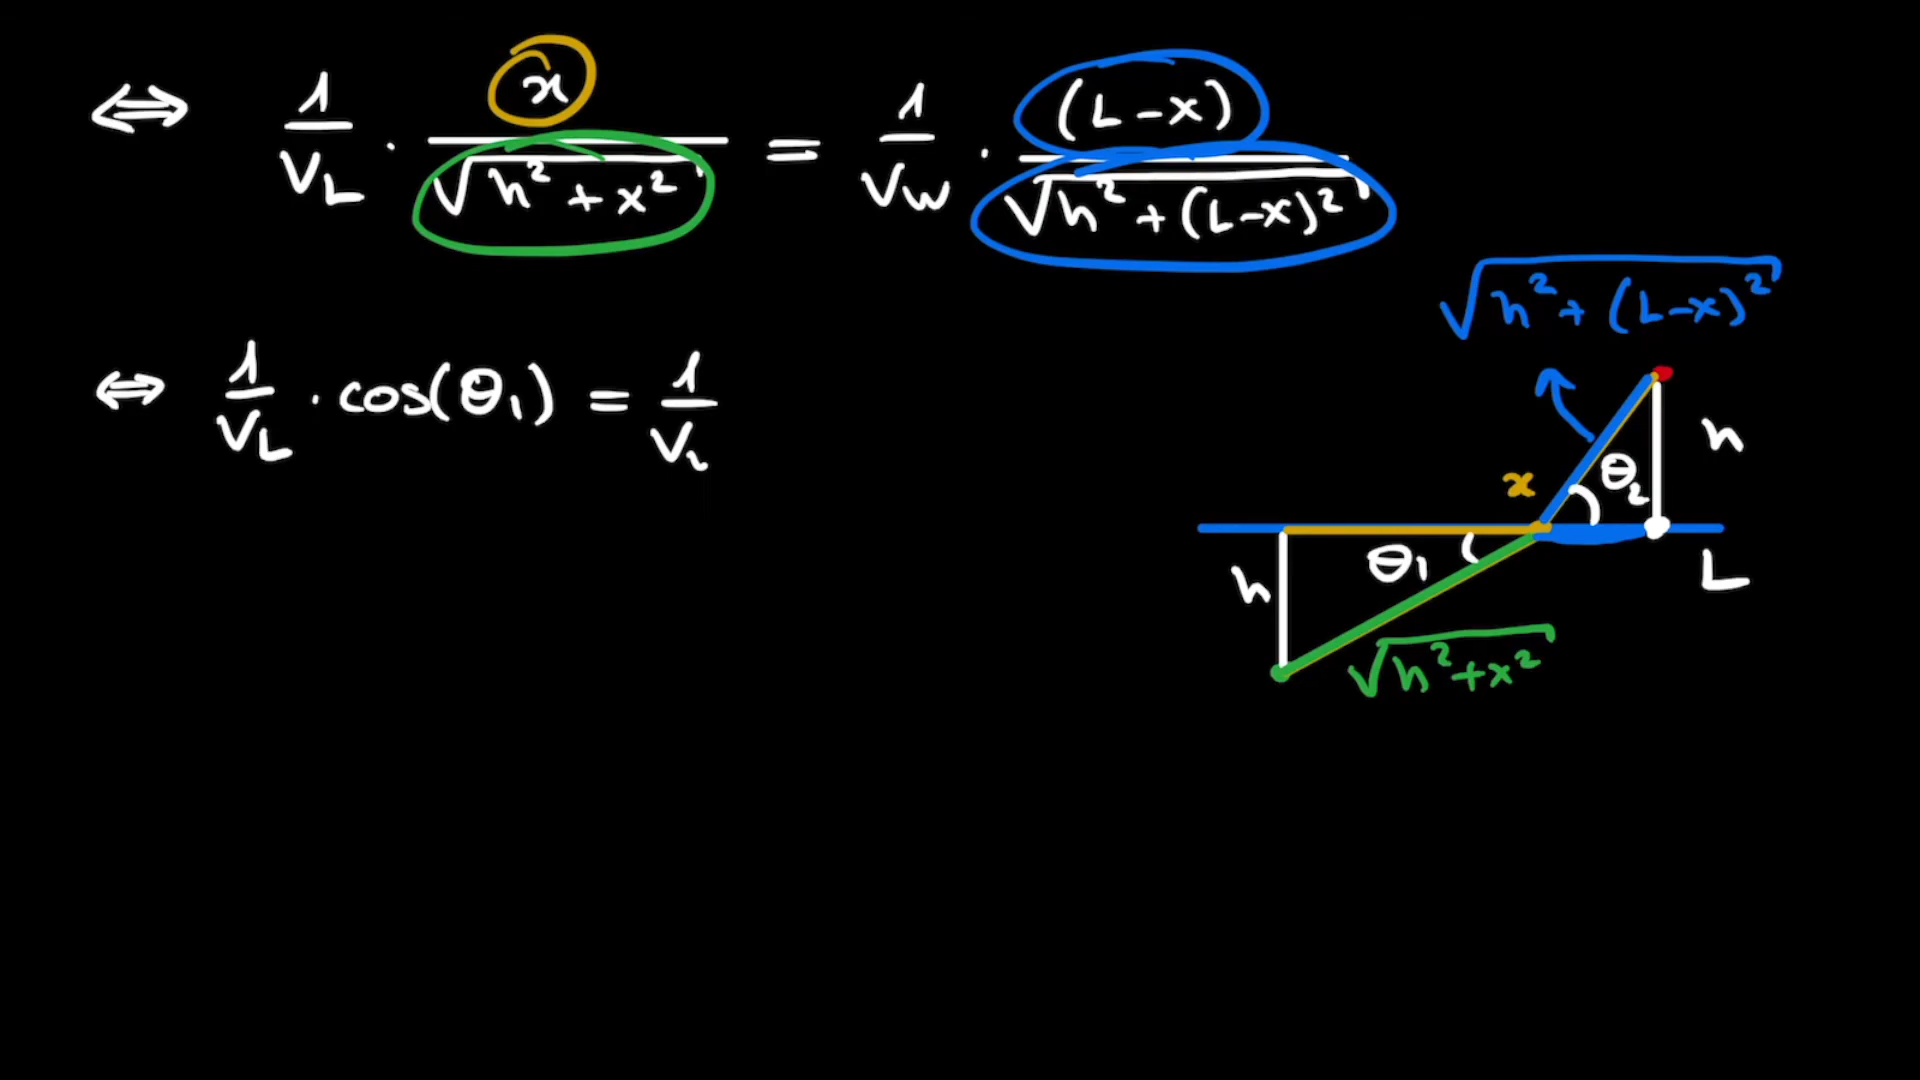 ⇔ 1/V_L · x/√(h² + x²) = 1/V_W · (L-x)/√(h² + (L-x)²)
√(h² + (L-x)²)
⇔ 1/V_L · cos(θ₁) = 1/V
h
θ₂
x
θ₁
h
L
√(h²+x²)